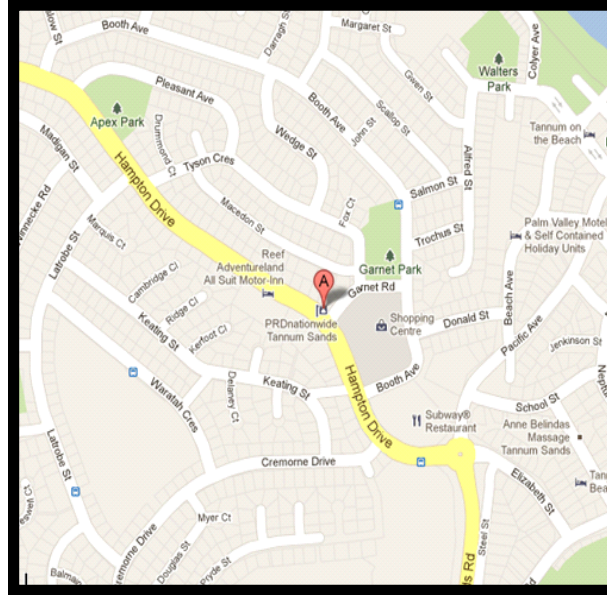 Booth Ave
Darragh St
Margaret St
Colyer Ave
Walters
Park
Pleasant Ave
Gwen St
Scallop St
Booth Ave
John St
Apex Park
Drummond Ct
Wedge St
Alfred St
Tannum on
the Beach
Madigan St
Tyson Cres
Hampton Drive
Salmon St
Macedon St
Fox Ct
Trochus St
Palm Valley Motel
& Self Contained
Holiday Units
Latrobe St
Marquis Ct
Reef
Adventureland
All Suit Motor-Inn
Garnet Park
Cambridge Cl
A
Garnet Rd
Beach Ave
Ridge Cl
Keating St
Kerfoot Cl
PRDnationwide
Tannum Sands
Shopping
Centre
Donald St
Pacific Ave
Jenkinson St
Delaney Ct
Keating St
Booth Ave
Hampton Drive
Waratah Cres
School St
Subway®
Restaurant
Anne Belindas
Massage
Tannum Sands
Latrobe St
Cremorne Drive
Elizabeth St
Myer Ct
Steel St
Cremorne Drive
Douglas St
Pryde St